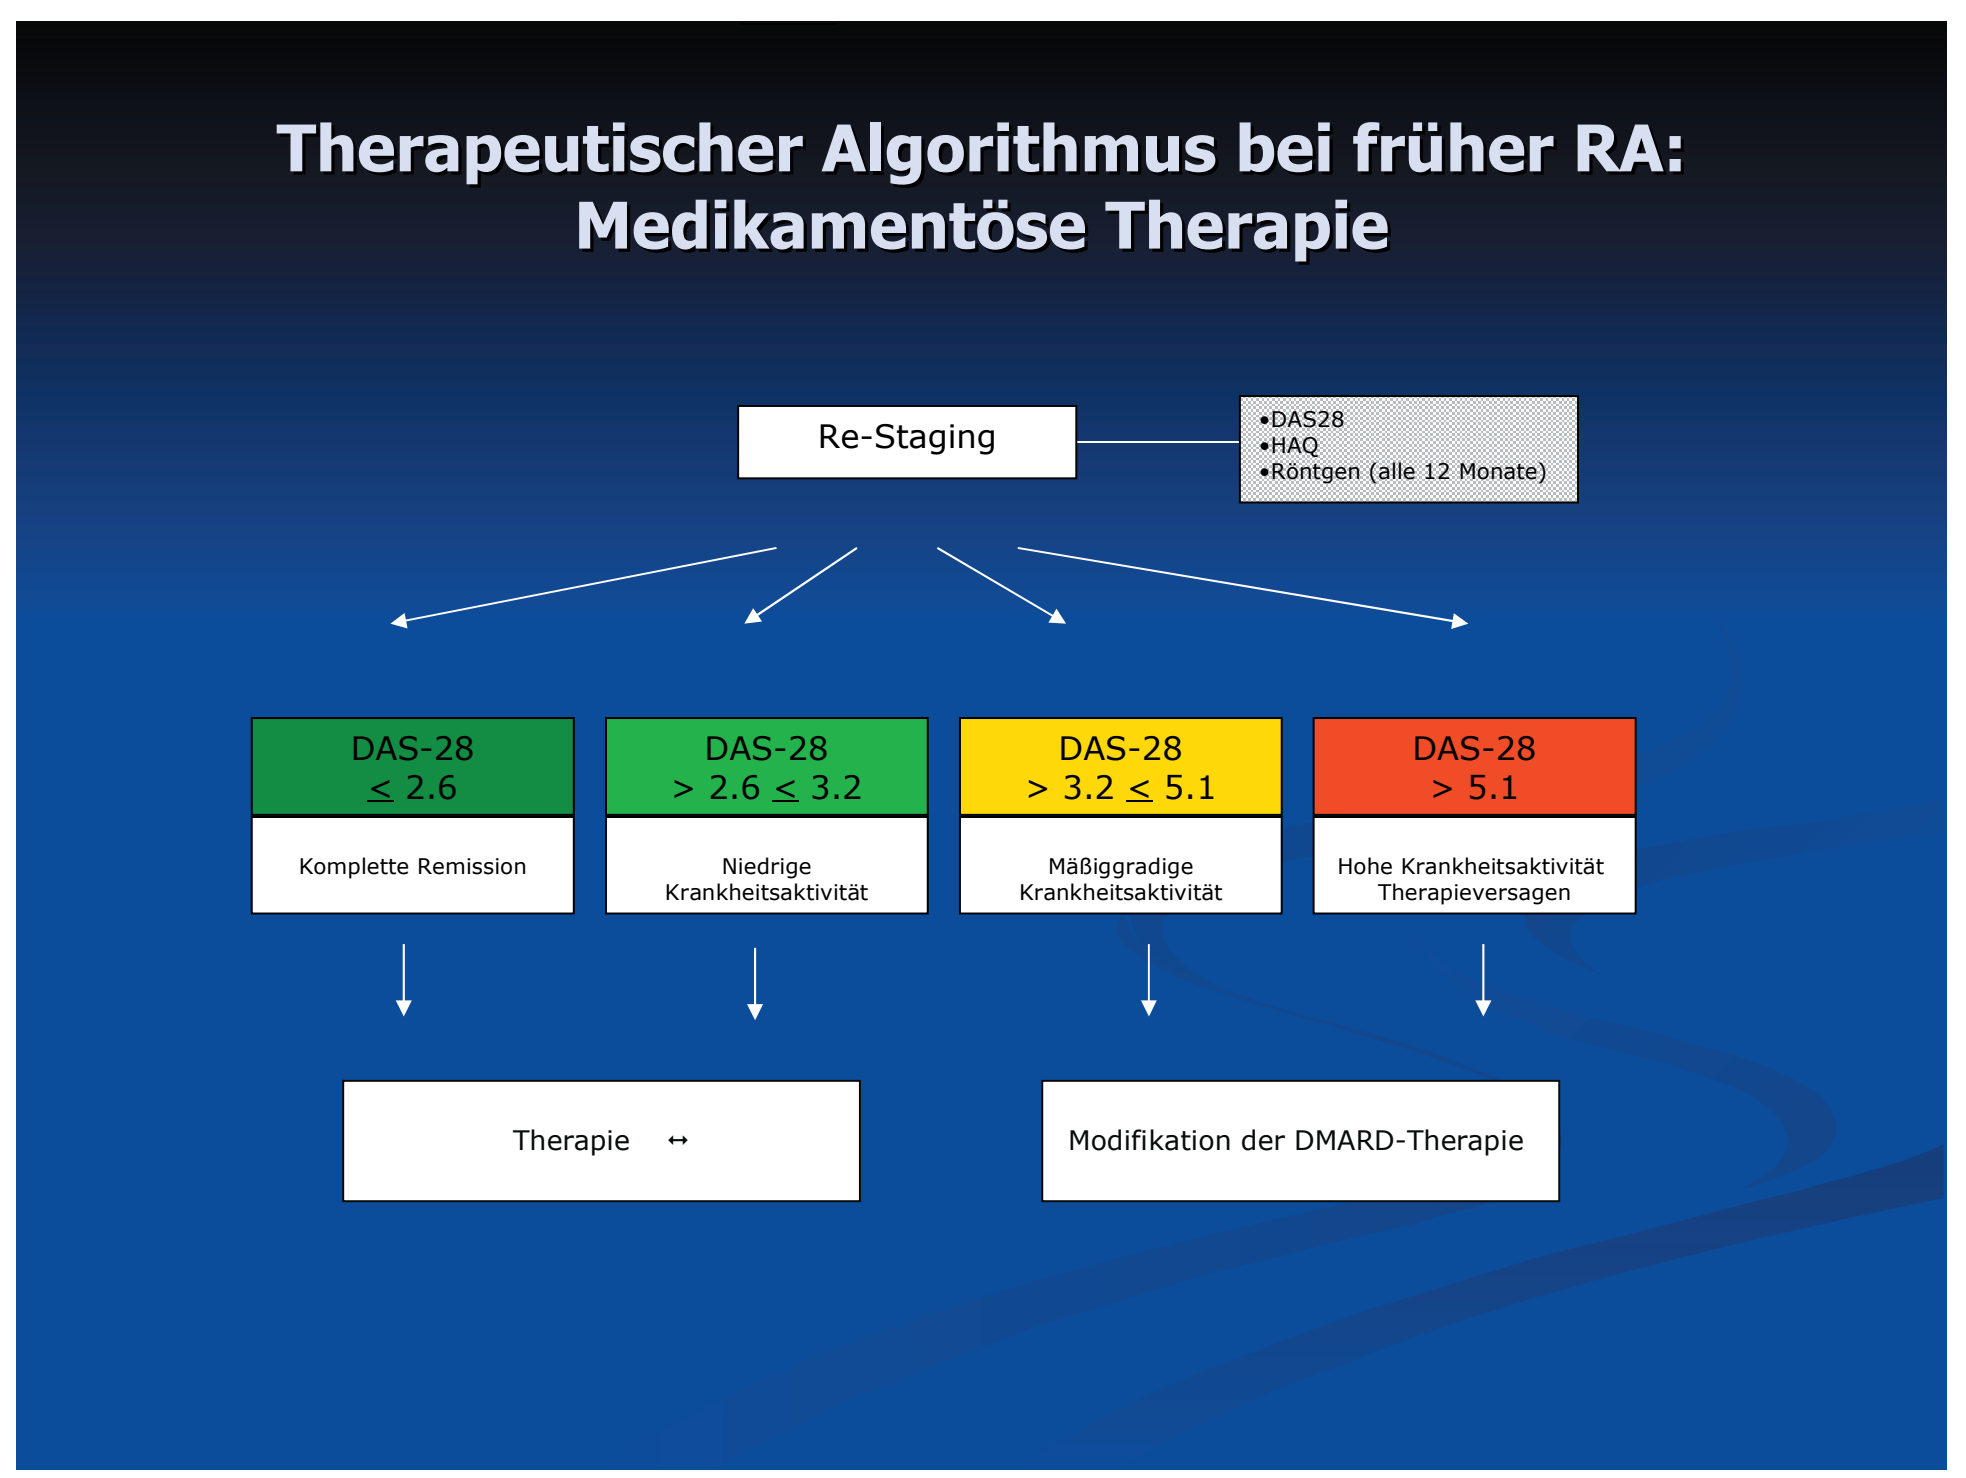 Therapeutischer Algorithmus bei früher RA:
Medikamentöse Therapie
Re-Staging
•DAS28
•HAQ
•Röntgen (alle 12 Monate)
DAS-28
≤ 2.6
Komplette Remission
DAS-28
> 2.6 ≤ 3.2
Niedrige
Krankheitsaktivität
DAS-28
> 3.2 ≤ 5.1
Mäßiggradige
Krankheitsaktivität
DAS-28
> 5.1
Hohe Krankheitsaktivität
Therapieversagen
Therapie ↔
Modifikation der DMARD-Therapie